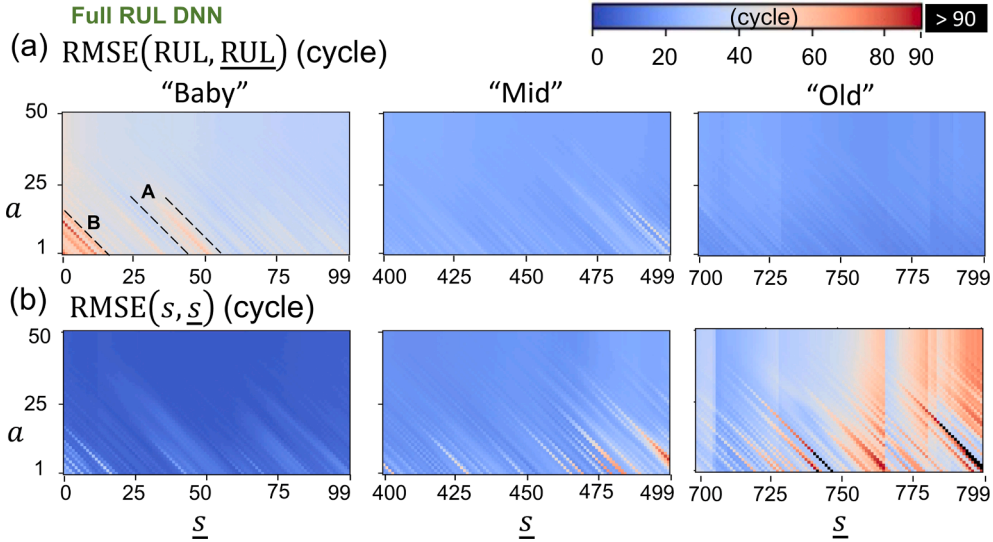 Full RUL DNN
(cycle)
> 90
0 20 40 60 80 90
(a) RMSE(RUL, RUL) (cycle)
"Baby" "Mid" "Old"
50
25
a
1
A
B
0 25 50 75 99
400 425 450 475 499
700 725 750 775 799
(b) RMSE(s, s) (cycle)
50
25
a
1
0 25 50 75 99
400 425 450 475 499
700 725 750 775 799
s s s